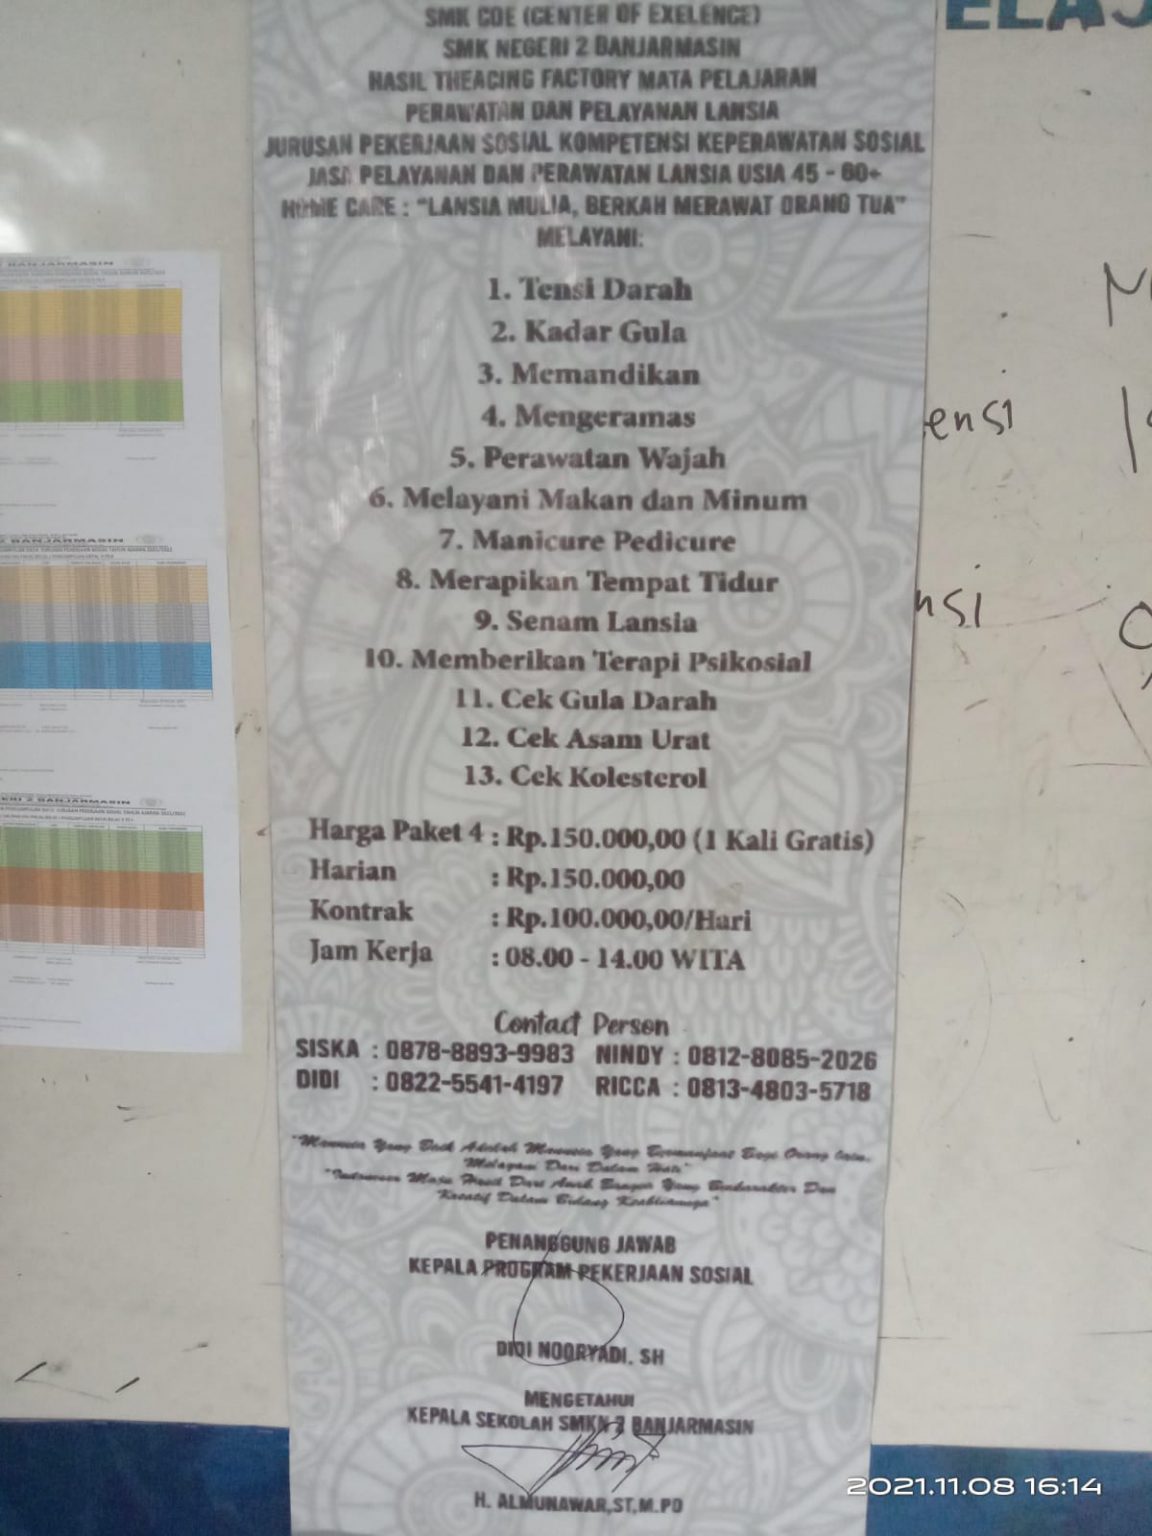 SMK COE (CENTER OF EXELENCE)
SMK NEGERI 2 BANJARMASIN
HASIL THEACING FACTORY MATA PELAJARAN
PERAWATAN DAN PELAYANAN LANSIA
JURUSAN PEKERJAAN SOSIAL KOMPETENSI KEPERAWATAN SOSIAL
JASA PELAYANAN DAN PERAWATAN LANSIA USIA 45 - 60+
HOME CARE : "LANSIA MULIA, BERKAH MERAWAT ORANG TUA"
MELAYANI:
1. Tensi Darah
2. Kadar Gula
3. Memandikan
4. Mengeramas
5. Perawatan Wajah
6. Melayani Makan dan Minum
7. Manicure Pedicure
8. Merapikan Tempat Tidur
9. Senam Lansia
10. Memberikan Terapi Psikosial
11. Cek Gula Darah
12. Cek Asam Urat
13. Cek Kolesterol
Harga Paket 4 : Rp.150.000,00 (1 Kali Gratis)
Harian : Rp.150.000,00
Kontrak : Rp.100.000,00/Hari
Jam Kerja : 08.00 - 14.00 WITA
Contact Person
SISKA : 0878-8893-9983 NINDY : 0812-8085-2026
DIDI : 0822-5541-4197 RICCA : 0813-4803-5718
"Manusia Yang Baik Adalah Manusia Yang Bermanfaat Bagi Orang lain.
Melayani Dari Dalam Hati"
"Indonesia Maju Hasil Dari Anak Bangsa Yang Berkarakter Dan
Kreatif Dalam Bidang Keahliannya"
PENANGGUNG JAWAB
KEPALA PROGRAM PEKERJAAN SOSIAL
DIDI NOORYADI, SH
MENGETAHUI
KEPALA SEKOLAH SMKN 2 BANJARMASIN
H. ALMUNAWAR,ST,M.PD
ELAJ
ensi
nsi
BANJARMASIN
2 BANJARMASIN
ERI 2 BANJARMASIN
2021.11.08 16:14